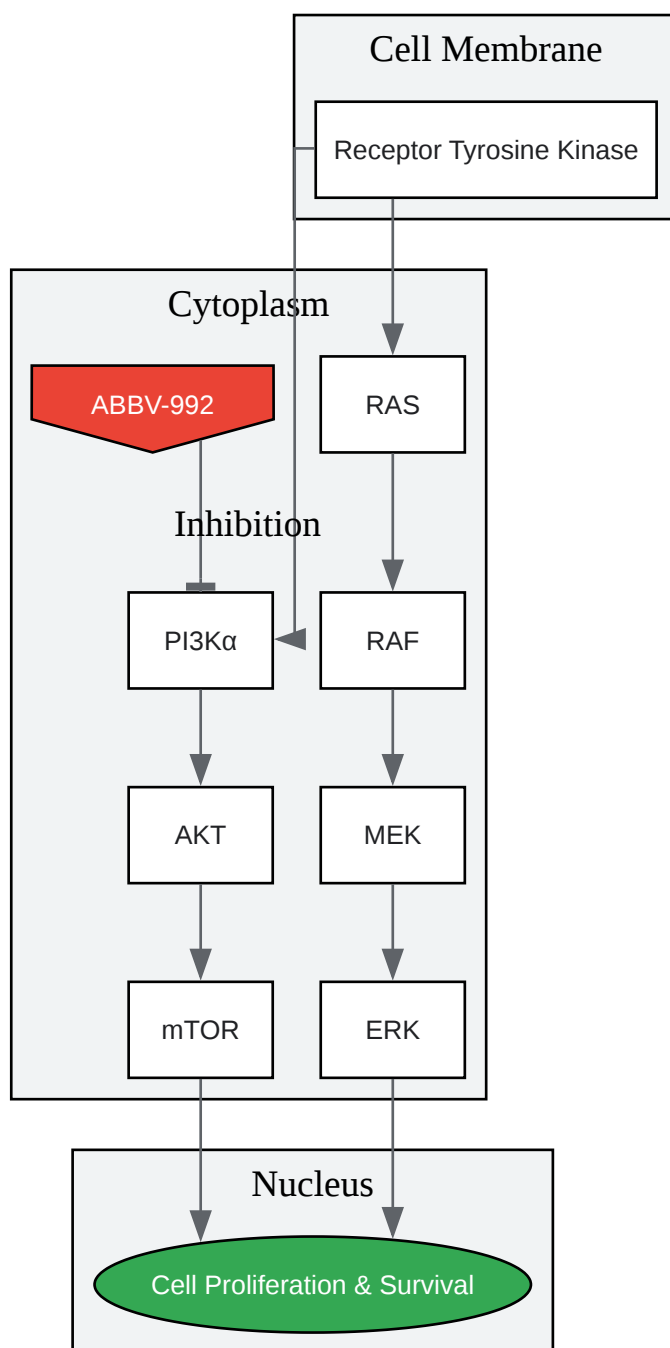 Cell Membrane
Receptor Tyrosine Kinase
Cytoplasm
ABBV-992
RAS
Inhibition
PI3Kα
RAF
AKT
MEK
mTOR
ERK
Nucleus
Cell Proliferation & Survival